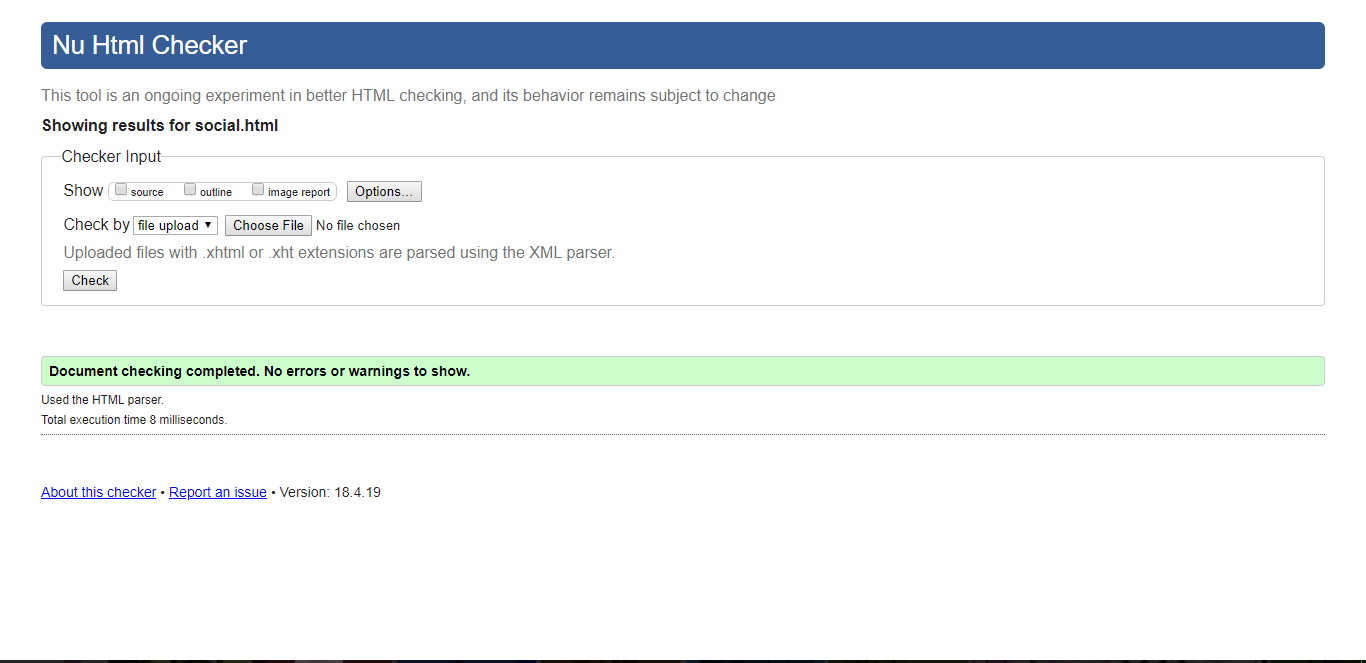 Nu Html Checker
This tool is an ongoing experiment in better HTML checking, and its behavior remains subject to change
Showing results for social.html
Checker Input
Show source outline image report Options...
Check by file upload ▼ Choose File No file chosen
Uploaded files with .xhtml or .xht extensions are parsed using the XML parser.
Check
Document checking completed. No errors or warnings to show.
Used the HTML parser.
Total execution time 8 milliseconds.
About this checker • Report an issue • Version: 18.4.19